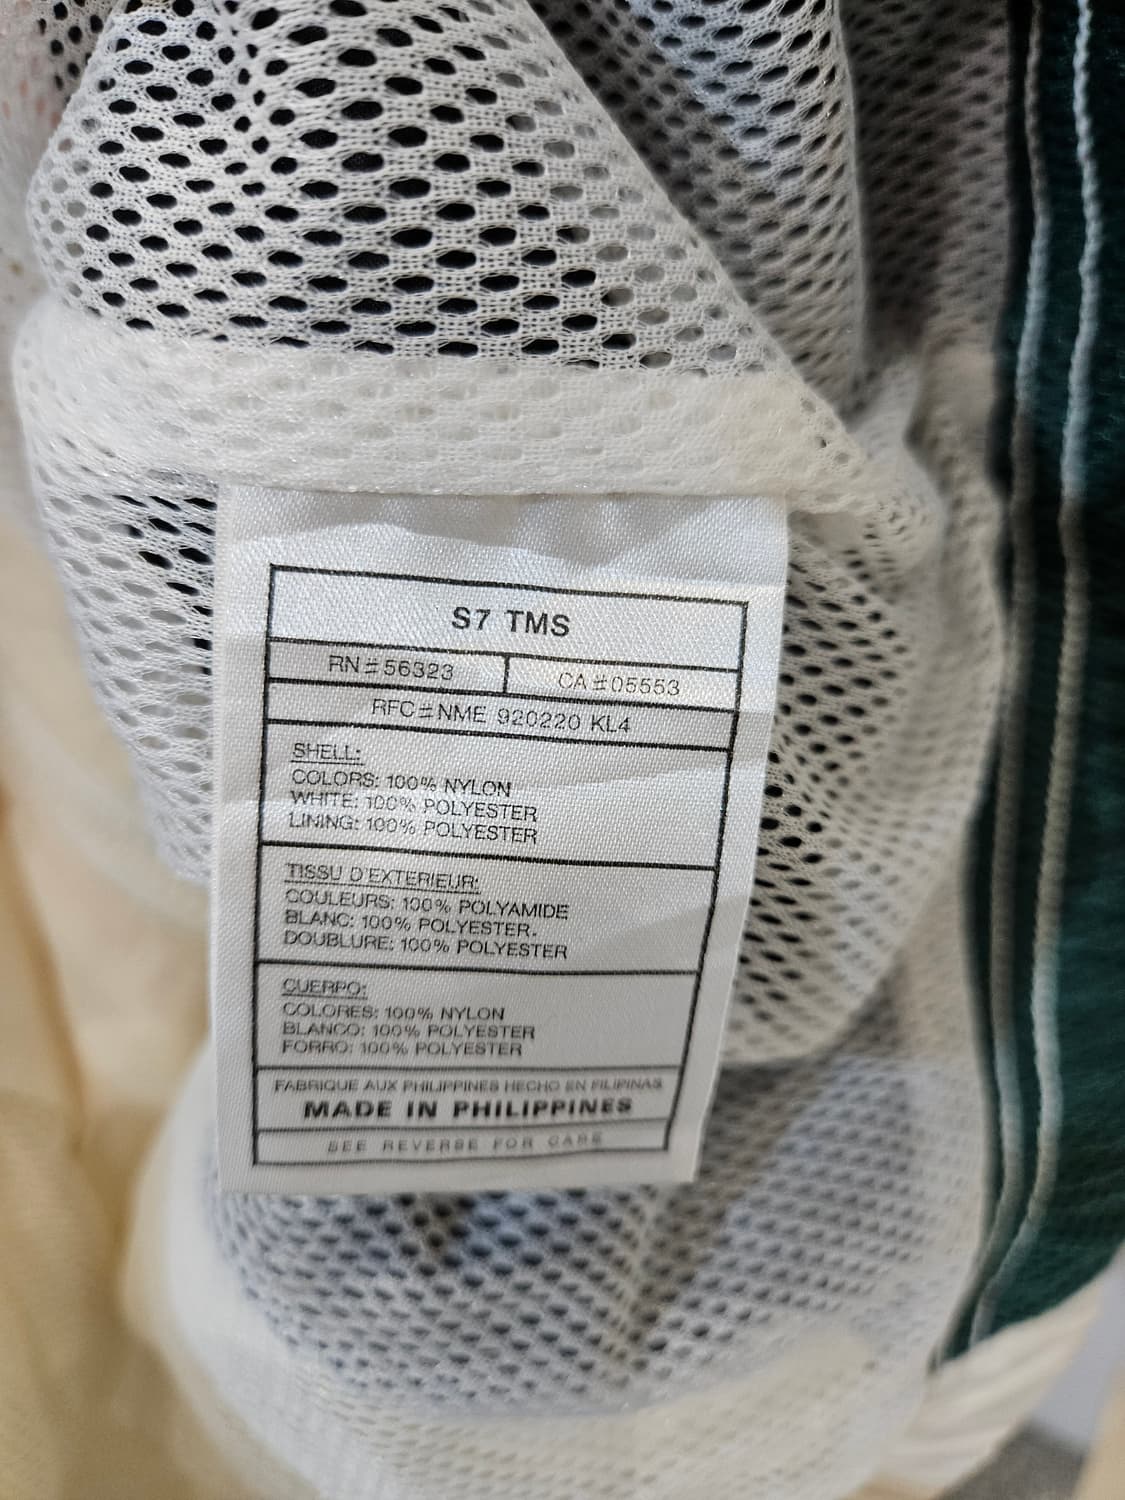 S7 TMS
RN#56323 CA#05553
RFC=NME 920220 KL4
SHELL:
COLORS: 100% NYLON
WHITE: 100% POLYESTER
LINING: 100% POLYESTER
TISSU D'EXTERIEUR:
COULEURS: 100% POLYAMIDE
BLANC: 100% POLYESTER.
DOUBLURE: 100% POLYESTER
CUERPO:
COLORES: 100% NYLON
BLANCO: 100% POLYESTER
FORRO: 100% POLYESTER
FABRIQUE AUX PHILIPPINES HECHO EN FILIPINAS
MADE IN PHILIPPINES
SEE REVERSE FOR CARE